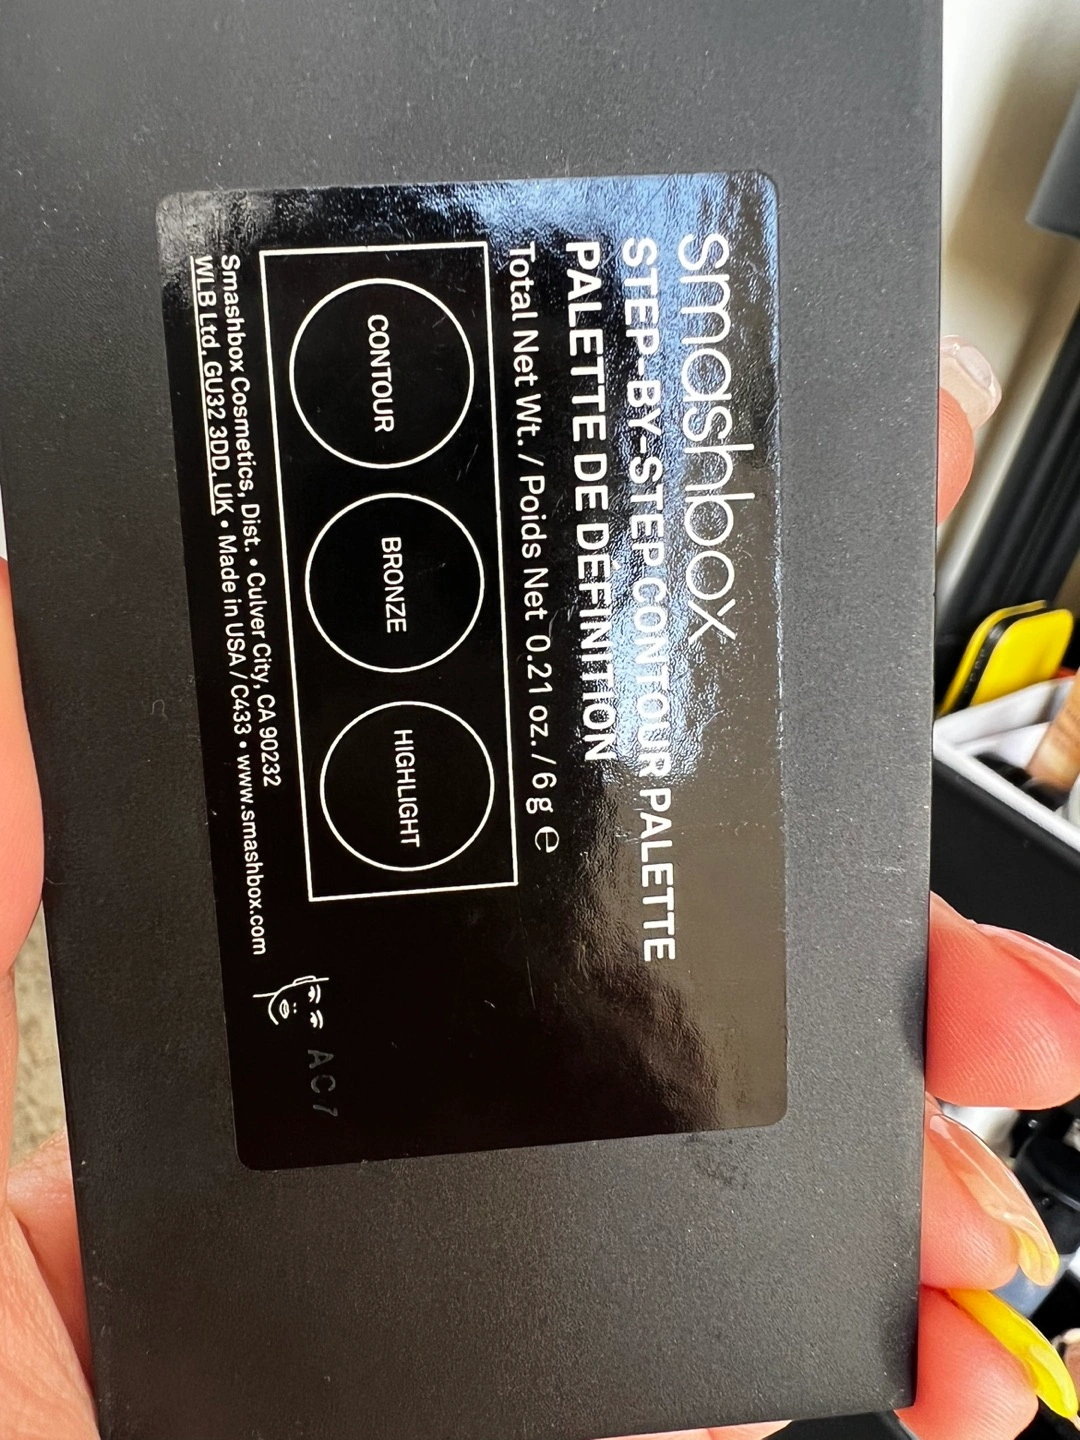 smashbox
STEP-BY-STEP CONTOUR PALETTE
PALETTE DE DÉFINITION
Total Net Wt. / Poids Net 0.21 oz. / 6 g ℮
CONTOUR
BRONZE
HIGHLIGHT
Smashbox Cosmetics, Dist. • Culver City, CA 90232
WLB Ltd, GU32 3DD, UK • Made in USA / C433 • www.smashbox.com
AC7